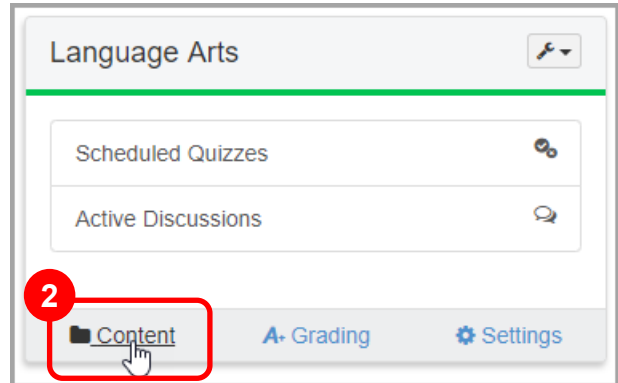 Language Arts
Scheduled Quizzes
Active Discussions
2
Content A+ Grading Settings